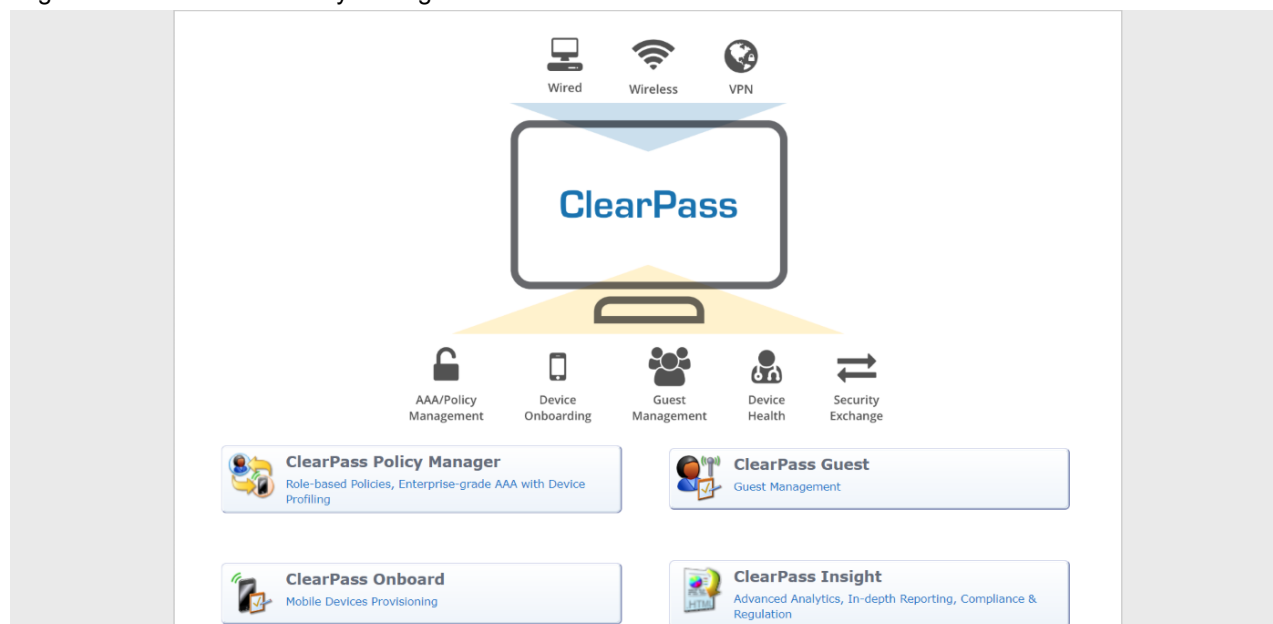 Wired Wireless VPN
ClearPass
AAA/Policy Management
Device Onboarding
Guest Management
Device Health
Security Exchange
ClearPass Policy Manager
Role-based Policies, Enterprise-grade AAA with Device
Profiling
ClearPass Guest
Guest Management
ClearPass Onboard
Mobile Devices Provisioning
ClearPass Insight
Advanced Analytics, In-depth Reporting, Compliance &
Regulation